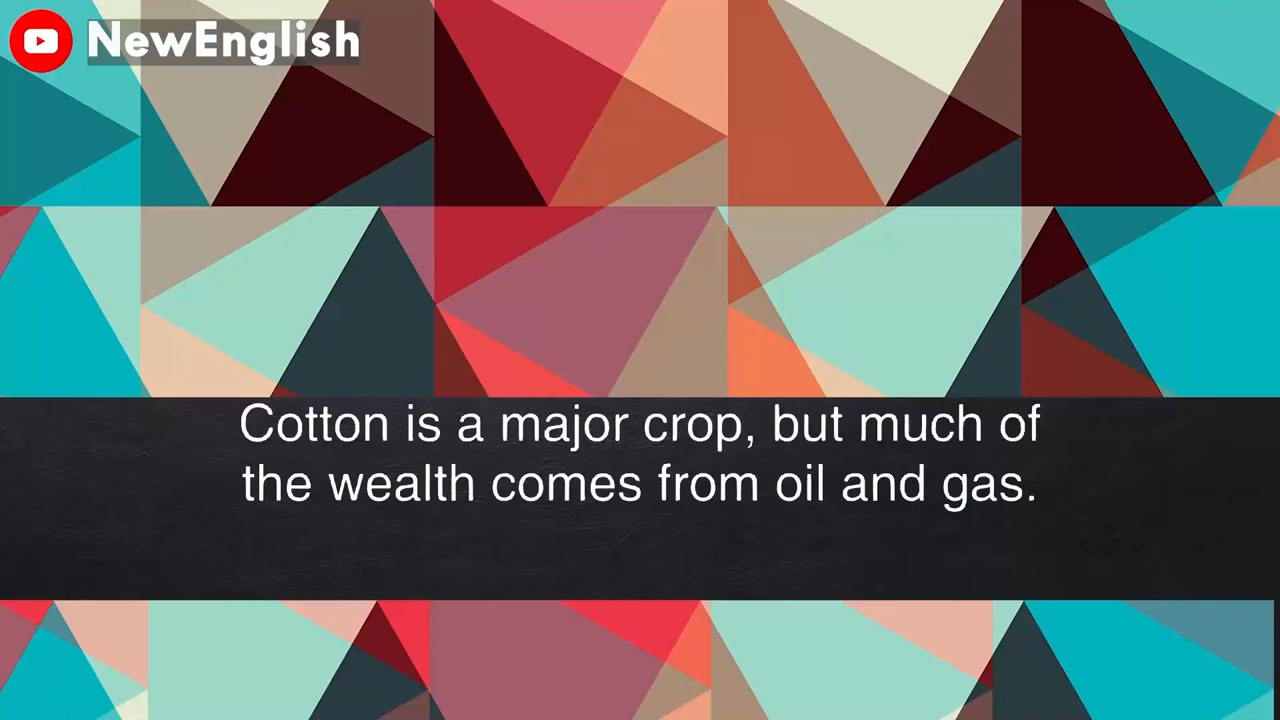 NewEnglish
Cotton is a major crop, but much of
the wealth comes from oil and gas.